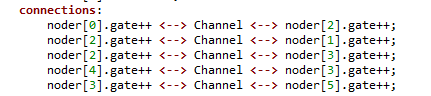 connections:
noder[0].gate++ <--> Channel <--> noder[2].gate++;
noder[2].gate++ <--> Channel <--> noder[1].gate++;
noder[2].gate++ <--> Channel <--> noder[3].gate++;
noder[4].gate++ <--> Channel <--> noder[3].gate++;
noder[3].gate++ <--> Channel <--> noder[5].gate++;